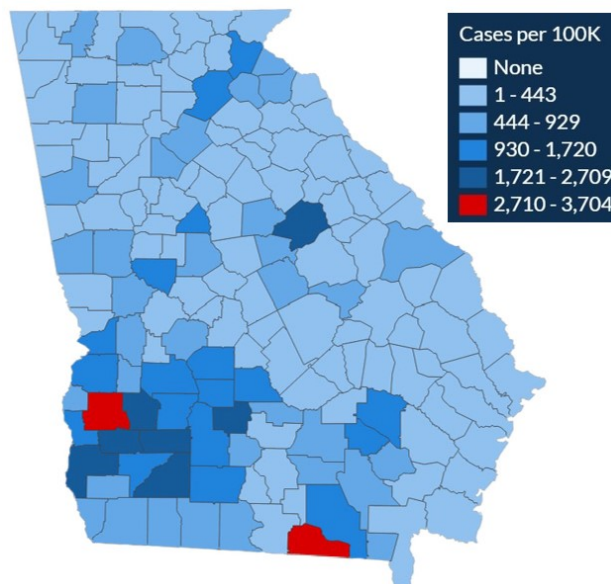 Cases per 100K
None
1 - 443
444 - 929
930 - 1,720
1,721 - 2,709
2,710 - 3,704